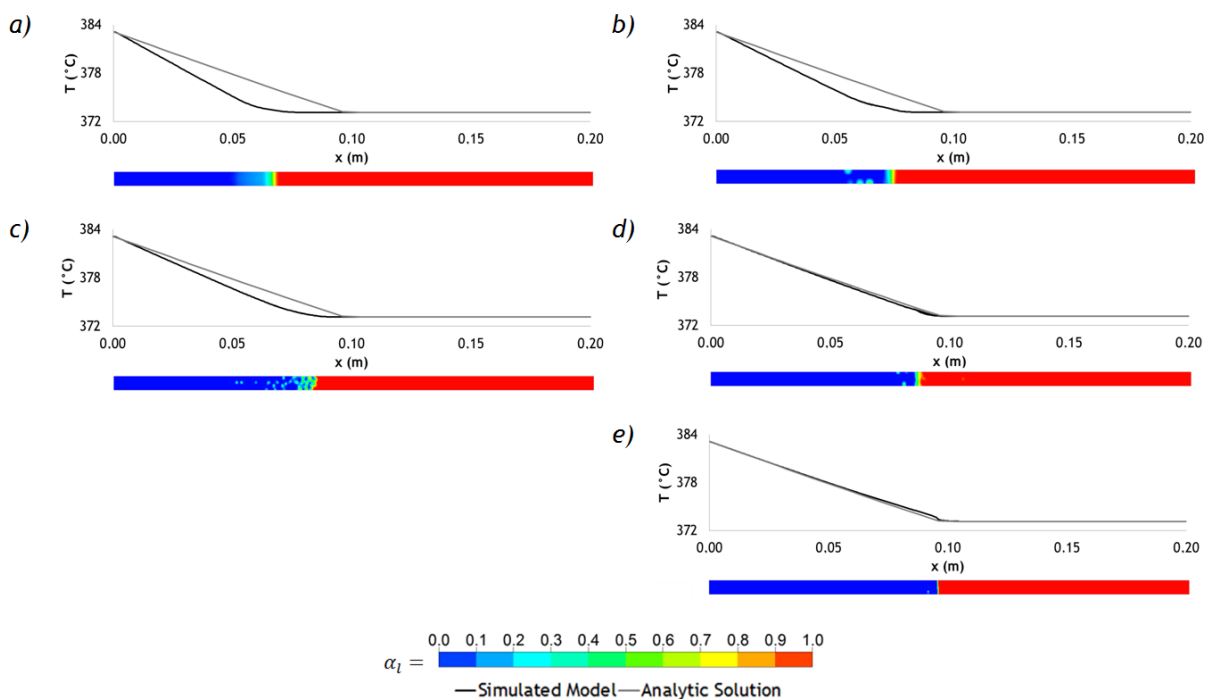 a)
384
378
372
T (°C)
0.00 0.05 0.10 0.15 0.20
x (m)
b)
384
378
372
T (°C)
0.00 0.05 0.10 0.15 0.20
x (m)
c)
384
378
372
T (°C)
0.00 0.05 0.10 0.15 0.20
x (m)
d)
384
378
372
T (°C)
0.00 0.05 0.10 0.15 0.20
x (m)
e)
384
378
372
T (°C)
0.00 0.05 0.10 0.15 0.20
x (m)
0.0 0.1 0.2 0.3 0.4 0.5 0.6 0.7 0.8 0.9 1.0
αl =
Simulated Model Analytic Solution